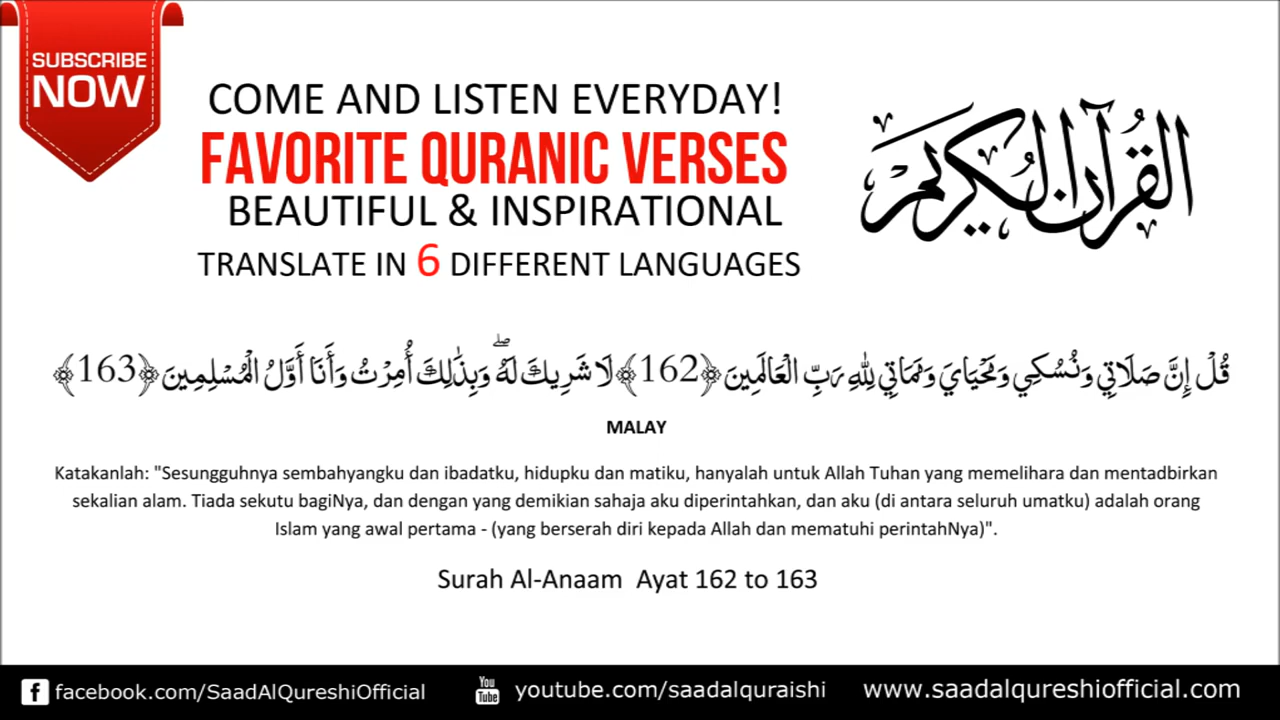 SUBSCRIBE
NOW
COME AND LISTEN EVERYDAY!
FAVORITE QURANIC VERSES
BEAUTIFUL & INSPIRATIONAL
TRANSLATE IN 6 DIFFERENT LANGUAGES
القرآن الكريم
قُلْ إِنَّ صَلَاتِي وَنُسُكِي وَمَحْيَايَ وَمَمَاتِي لِلَّهِ رَبِّ الْعَالَمِينَ ﴿162﴾ لَا شَرِيكَ لَهُ ۖ وَبِذَٰلِكَ أُمِرْتُ وَأَنَا أَوَّلُ الْمُسْلِمِينَ ﴿163﴾
MALAY
Katakanlah: "Sesungguhnya sembahyangku dan ibadatku, hidupku dan matiku, hanyalah untuk Allah Tuhan yang memelihara dan mentadbirkan
sekalian alam. Tiada sekutu bagiNya, dan dengan yang demikian sahaja aku diperintahkan, dan aku (di antara seluruh umatku) adalah orang
Islam yang awal pertama - (yang berserah diri kepada Allah dan mematuhi perintahNya)".
Surah Al-Anaam Ayat 162 to 163
facebook.com/SaadAlQureshiOfficial
You
Tube
youtube.com/saadalquraishi
www.saadalqureshiofficial.com